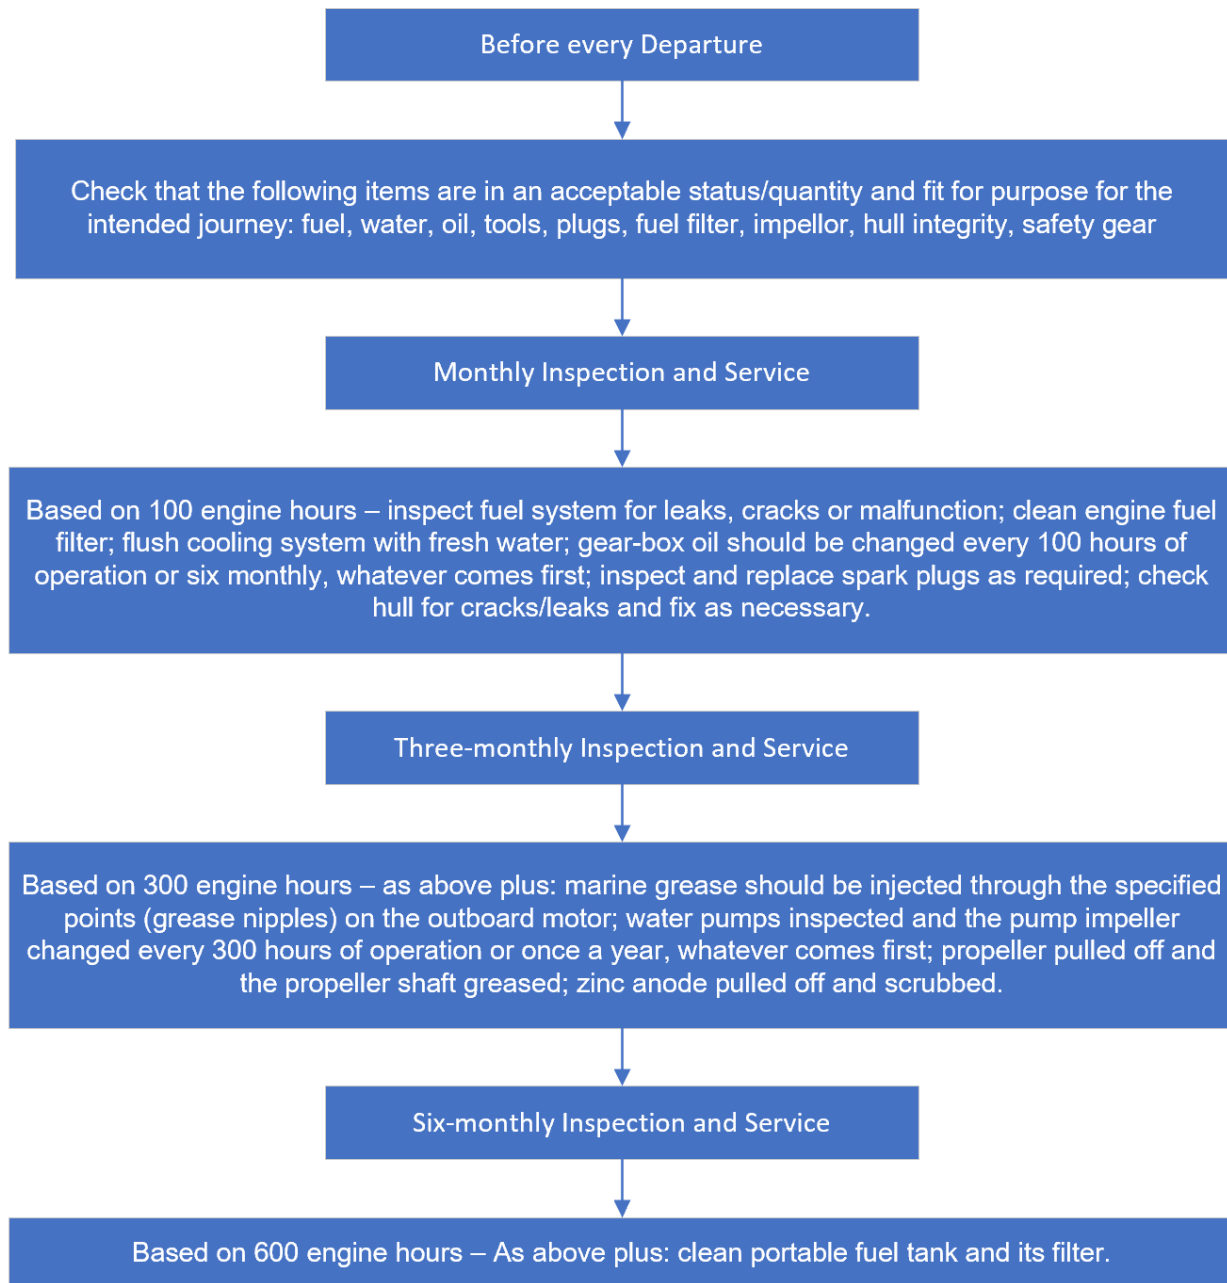 Before every Departure
Check that the following items are in an acceptable status/quantity and fit for purpose for the
intended journey: fuel, water, oil, tools, plugs, fuel filter, impellor, hull integrity, safety gear
Monthly Inspection and Service
Based on 100 engine hours – inspect fuel system for leaks, cracks or malfunction; clean engine fuel
filter; flush cooling system with fresh water; gear-box oil should be changed every 100 hours of
operation or six monthly, whatever comes first; inspect and replace spark plugs as required; check
hull for cracks/leaks and fix as necessary.
Three-monthly Inspection and Service
Based on 300 engine hours – as above plus: marine grease should be injected through the specified
points (grease nipples) on the outboard motor; water pumps inspected and the pump impeller
changed every 300 hours of operation or once a year, whatever comes first; propeller pulled off and
the propeller shaft greased; zinc anode pulled off and scrubbed.
Six-monthly Inspection and Service
Based on 600 engine hours – As above plus: clean portable fuel tank and its filter.